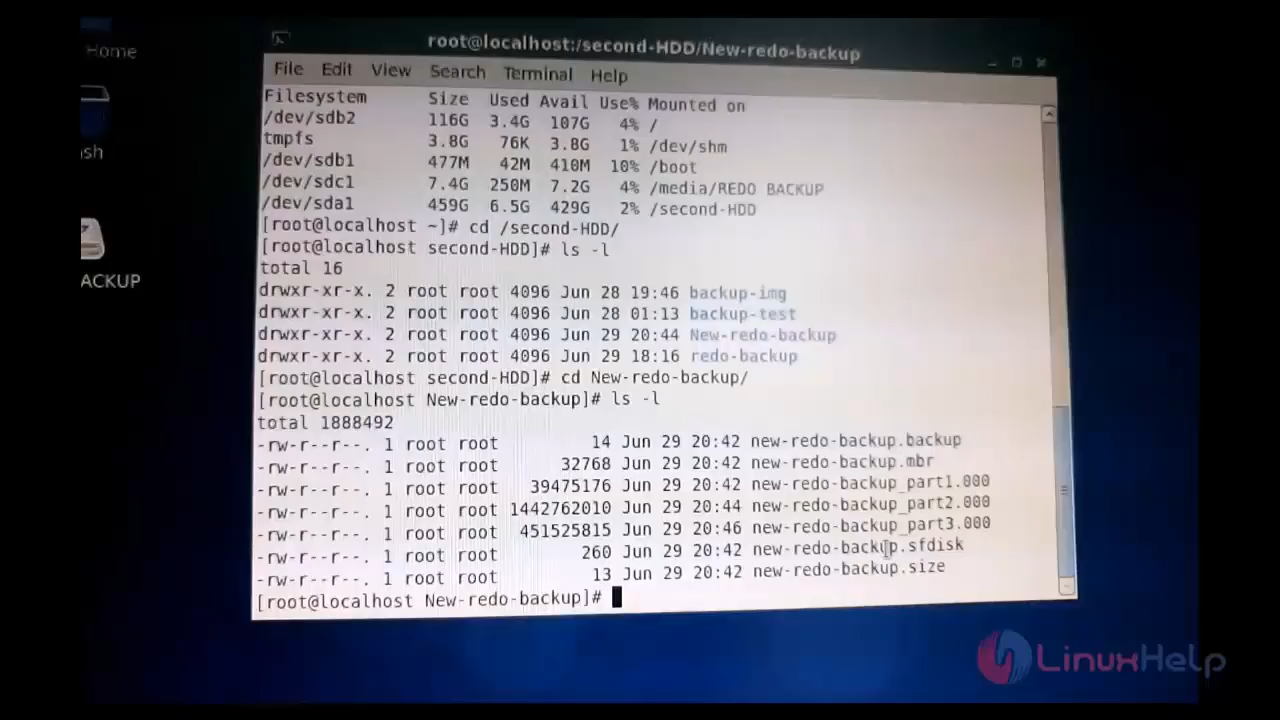 Home
sh
ACKUP
root@localhost:/second-HDD/New-redo-backup
File Edit View Search Terminal Help
Filesystem Size Used Avail Use% Mounted on
/dev/sdb2 116G 3.4G 107G 4% /
tmpfs 3.8G 76K 3.8G 1% /dev/shm
/dev/sdb1 477M 42M 410M 10% /boot
/dev/sdc1 7.4G 250M 7.2G 4% /media/REDO BACKUP
/dev/sda1 459G 6.5G 429G 2% /second-HDD
[root@localhost ~]# cd /second-HDD/
[root@localhost second-HDD]# ls -l
total 16
drwxr-xr-x. 2 root root 4096 Jun 28 19:46 backup-img
drwxr-xr-x. 2 root root 4096 Jun 28 01:13 backup-test
drwxr-xr-x. 2 root root 4096 Jun 29 20:44 New-redo-backup
drwxr-xr-x. 2 root root 4096 Jun 29 18:16 redo-backup
[root@localhost second-HDD]# cd New-redo-backup/
[root@localhost New-redo-backup]# ls -l
total 1888492
-rw-r--r--. 1 root root 14 Jun 29 20:42 new-redo-backup.backup
-rw-r--r--. 1 root root 32768 Jun 29 20:42 new-redo-backup.mbr
-rw-r--r--. 1 root root 39475176 Jun 29 20:42 new-redo-backup_part1.000
-rw-r--r--. 1 root root 1442762010 Jun 29 20:44 new-redo-backup_part2.000
-rw-r--r--. 1 root root 451525815 Jun 29 20:46 new-redo-backup_part3.000
-rw-r--r--. 1 root root 260 Jun 29 20:42 new-redo-backup.sfdisk
-rw-r--r--. 1 root root 13 Jun 29 20:42 new-redo-backup.size
[root@localhost New-redo-backup]#
LinuxHelp